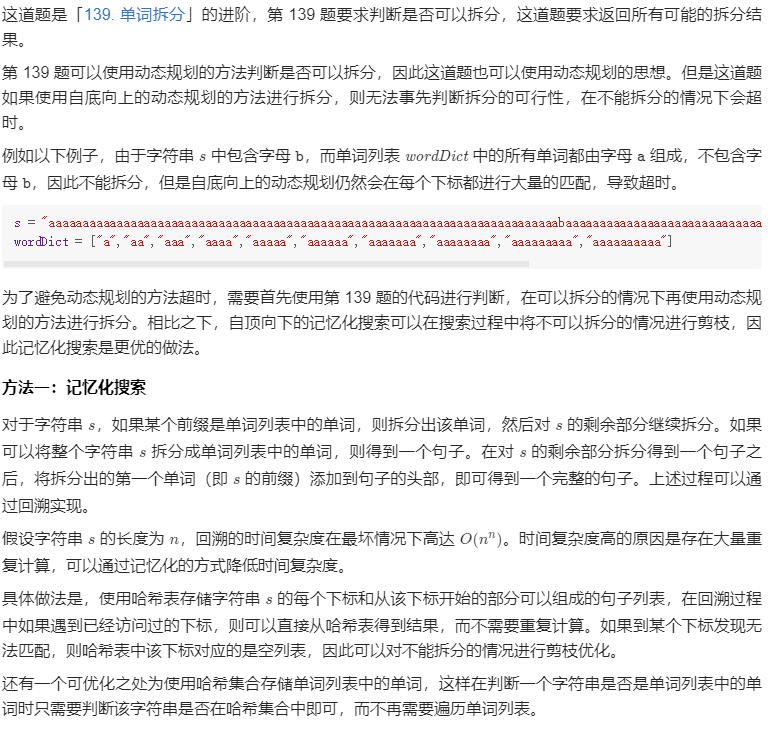 这道题是「139. 单词拆分」的进阶，第 139 题要求判断是否可以拆分，这道题要求返回所有可能的拆分结
果。
第 139 题可以使用动态规划的方法判断是否可以拆分，因此这道题也可以使用动态规划的思想。但是这道题
如果使用自底向上的动态规划的方法进行拆分，则无法事先判断拆分的可行性，在不能拆分的情况下会超
时。
例如以下例子，由于字符串 s 中包含字母 b，而单词列表 wordDict 中的所有单词都由字母 a 组成，不包含字
母 b，因此不能拆分，但是自底向上的动态规划仍然会在每个下标都进行大量的匹配，导致超时。
s = "aaaaaaaaaaaaaaaaaaaaaaaaaaaaaaaaaaaaaaaaaaaaaaaaaaaaaaaaaaaaaaaaaaaaaaaaaaabaaaaaaaaaaaaaaaaaaaaaaaaaaaaa
wordDict = ["a","aa","aaa","aaaa","aaaaa","aaaaaa","aaaaaaa","aaaaaaaa","aaaaaaaaa","aaaaaaaaaa"]
为了避免动态规划的方法超时，需要首先使用第 139 题的代码进行判断，在可以拆分的情况下再使用动态规
划的方法进行拆分。相比之下，自顶向下的记忆化搜索可以在搜索过程中将不可以拆分的情况进行剪枝，因
此记忆化搜索是更优的做法。
方法一：记忆化搜索
对于字符串 s，如果某个前缀是单词列表中的单词，则拆分出该单词，然后对 s 的剩余部分继续拆分。如果
可以将整个字符串 s 拆分成单词列表中的单词，则得到一个句子。在对 s 的剩余部分拆分得到一个句子之
后，将拆分出的第一个单词（即 s 的前缀）添加到句子的头部，即可得到一个完整的句子。上述过程可以通
过回溯实现。
假设字符串 s 的长度为 n，回溯的时间复杂度在最坏情况下高达 O(nⁿ)。时间复杂度高的原因是存在大量重
复计算，可以通过记忆化的方式降低时间复杂度。
具体做法是，使用哈希表存储字符串 s 的每个下标和从该下标开始的部分可以组成的句子列表，在回溯过程
中如果遇到已经访问过的下标，则可以直接从哈希表得到结果，而不需要重复计算。如果到某个下标发现无
法匹配，则哈希表中该下标对应的是空列表，因此可以对不能拆分的情况进行剪枝优化。
还有一个可优化之处为使用哈希集合存储单词列表中的单词，这样在判断一个字符串是否是单词列表中的单
词时只需要判断该字符串是否在哈希集合中即可，而不再需要遍历单词列表。